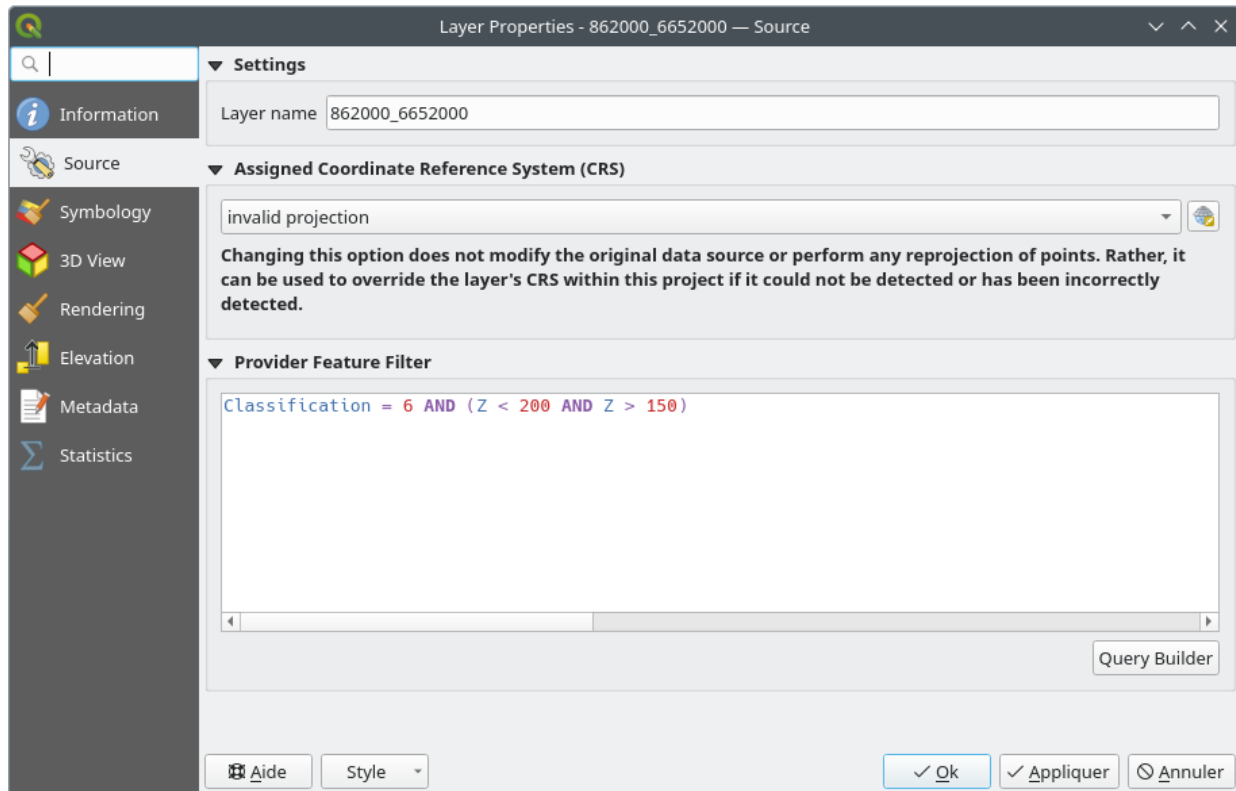 Layer Properties - 862000_6652000 — Source
Information
Source
Symbology
3D View
Rendering
Elevation
Metadata
Statistics
Settings
Layer name 862000_6652000
Assigned Coordinate Reference System (CRS)
invalid projection
Changing this option does not modify the original data source or perform any reprojection of points. Rather, it
can be used to override the layer's CRS within this project if it could not be detected or has been incorrectly
detected.
Provider Feature Filter
Classification = 6 AND (Z < 200 AND Z > 150)
Query Builder
Aide Style Ok Appliquer Annuler